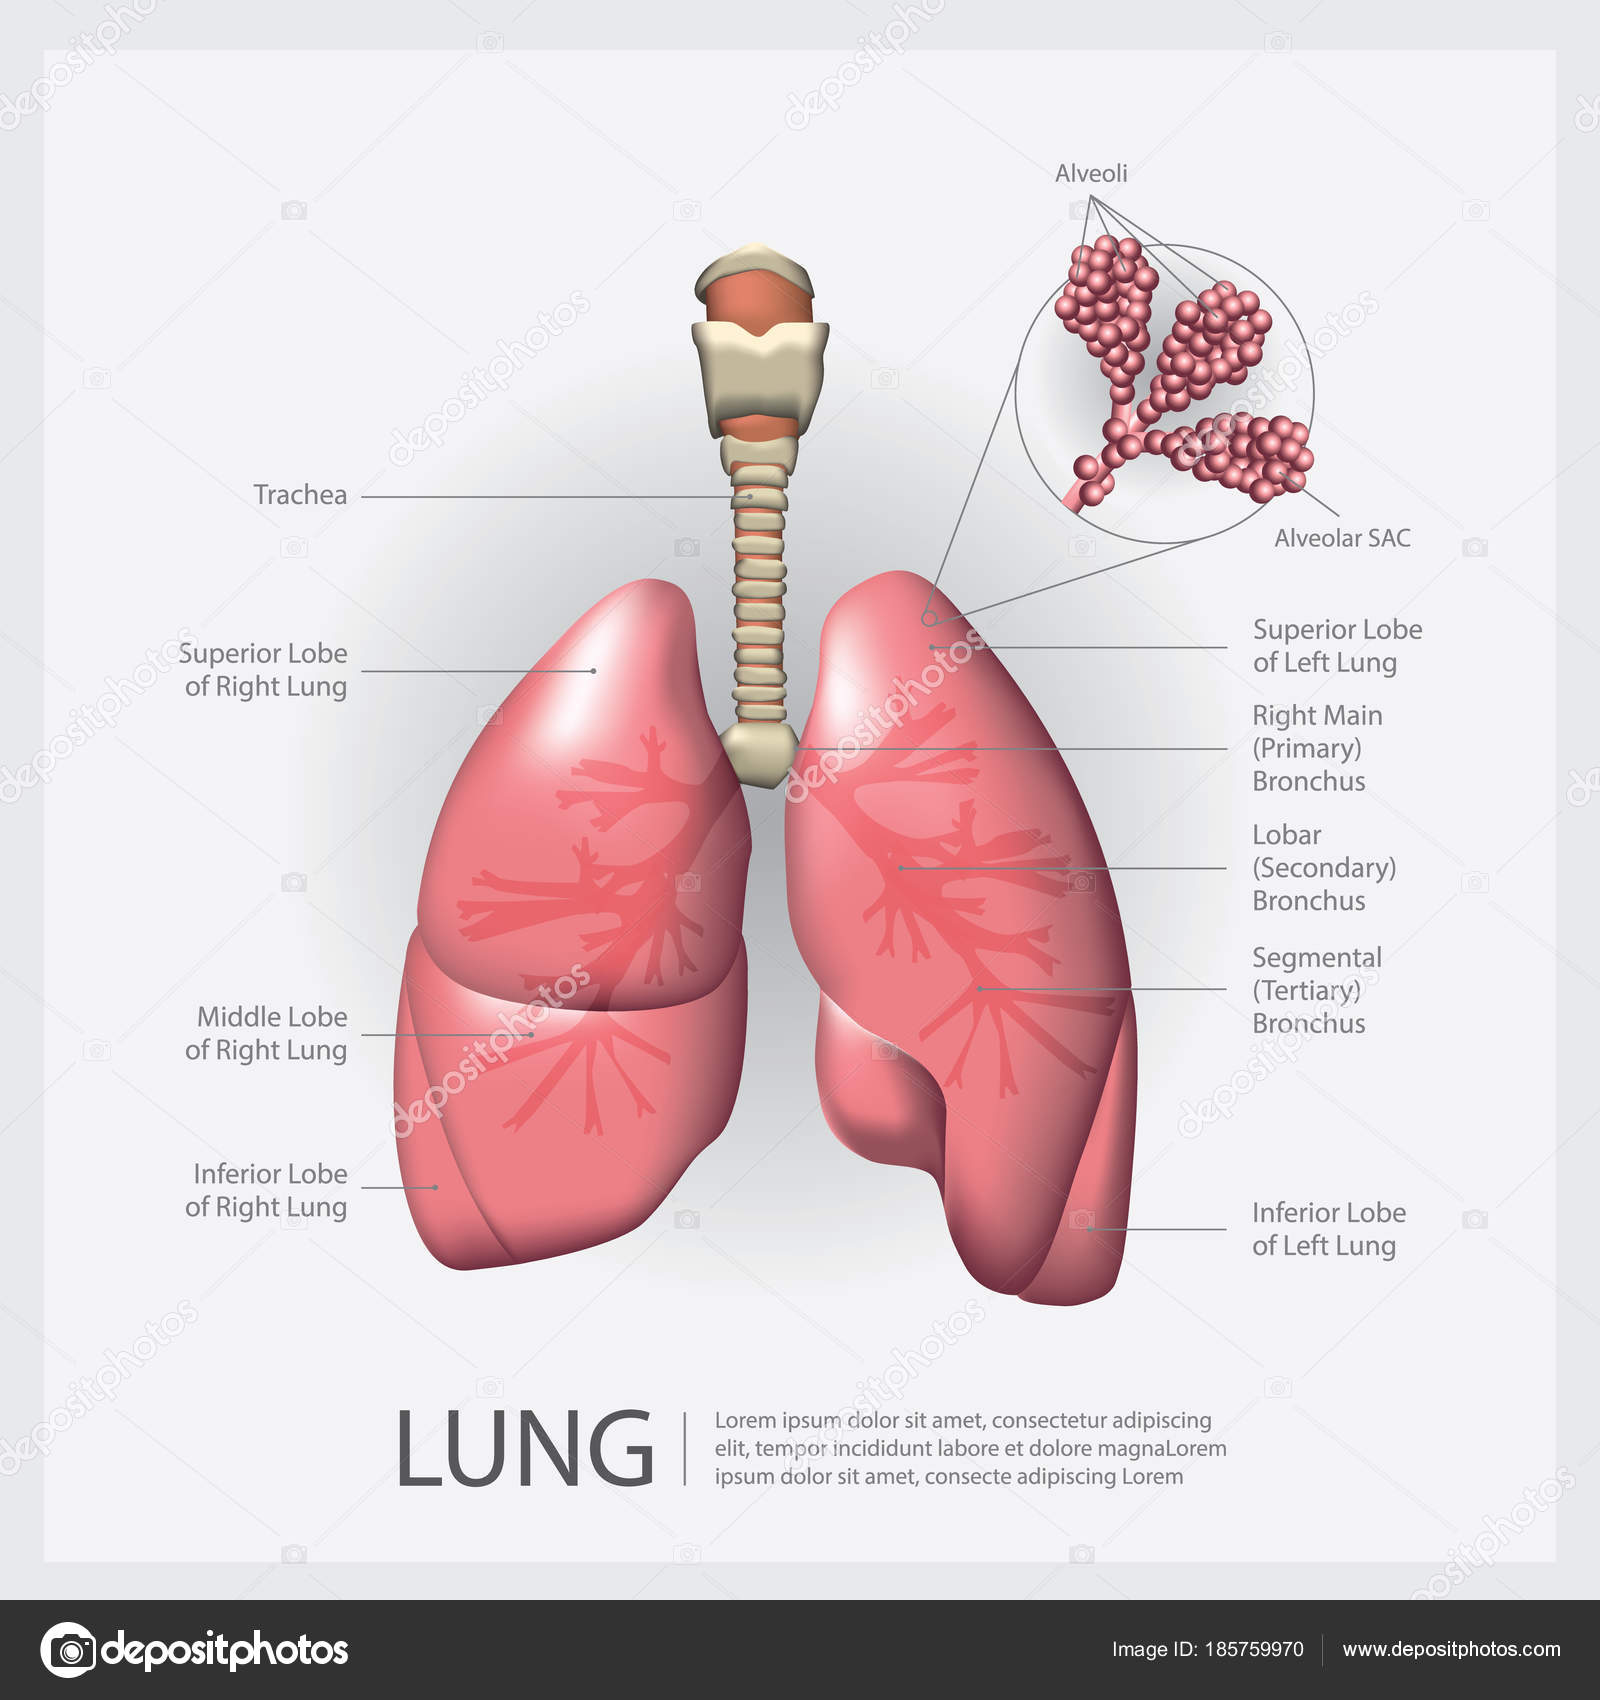 Alveoli
Alveolar SAC
Trachea
Superior Lobe
of Right Lung
Middle Lobe
of Right Lung
Inferior Lobe
of Right Lung
Superior Lobe
of Left Lung
Right Main
(Primary)
Bronchus
Lobar
(Secondary)
Bronchus
Segmental
(Tertiary)
Bronchus
Inferior Lobe
of Left Lung
LUNG
Lorem ipsum dolor sit amet, consectetur adipiscing
elit, tempor incididunt labore et dolore magnaLorem
ipsum dolor sit amet, consecte adipiscing Lorem
depositphotos
Image ID: 185759970
www.depositphotos.com